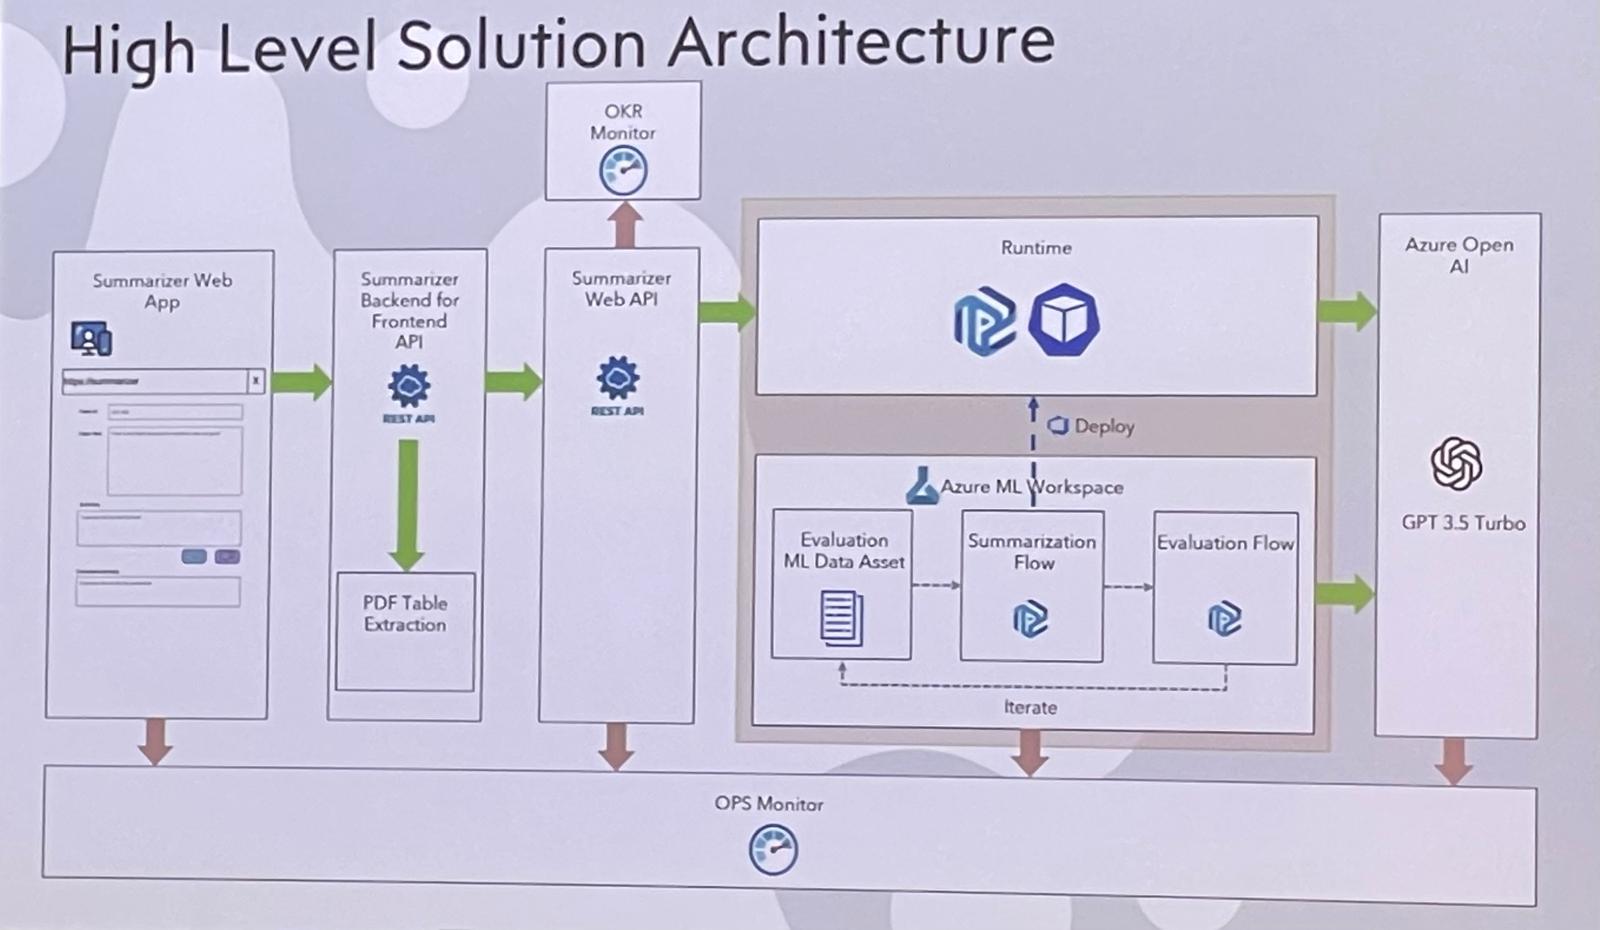 High Level Solution Architecture
OKR
Monitor
Summarizer Web
App
https://summarizer
x
Summarizer
Backend for
Frontend
API
REST API
PDF Table
Extraction
Summarizer
Web API
REST API
Runtime
Deploy
Azure ML Workspace
Evaluation
ML Data Asset
Summarization
Flow
Evaluation Flow
Iterate
Azure Open
AI
GPT 3.5 Turbo
OPS Monitor